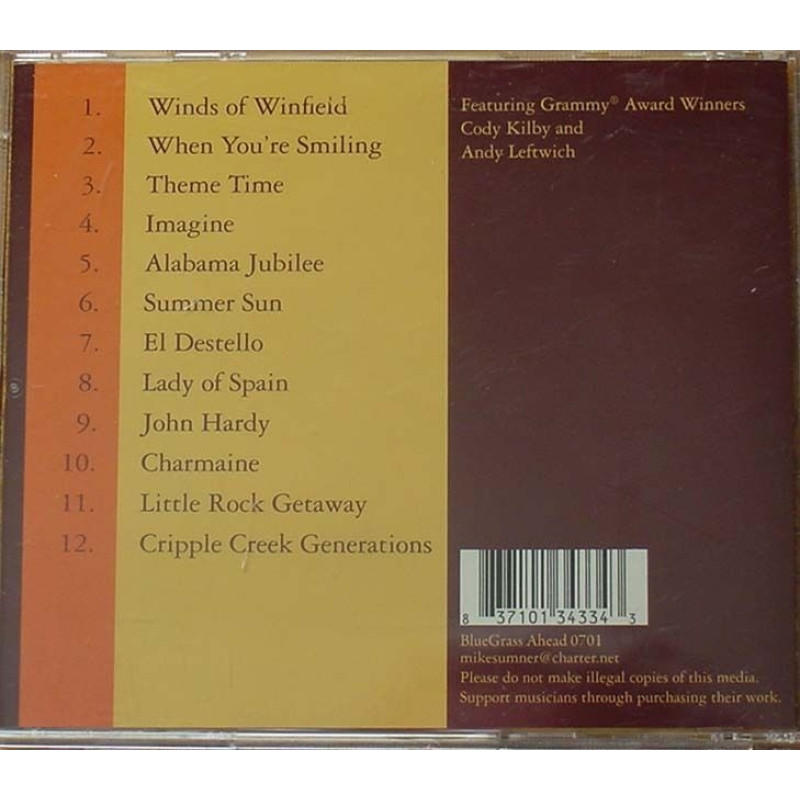 1. Winds of Winfield
2. When You're Smiling
3. Theme Time
4. Imagine
5. Alabama Jubilee
6. Summer Sun
7. El Destello
8. Lady of Spain
9. John Hardy
10. Charmaine
11. Little Rock Getaway
12. Cripple Creek Generations
Featuring Grammy® Award Winners
Cody Kilby and
Andy Leftwich
8 37101 34334 3
BlueGrass Ahead 0701
mikesumner@charter.net
Please do not make illegal copies of this media.
Support musicians through purchasing their work.